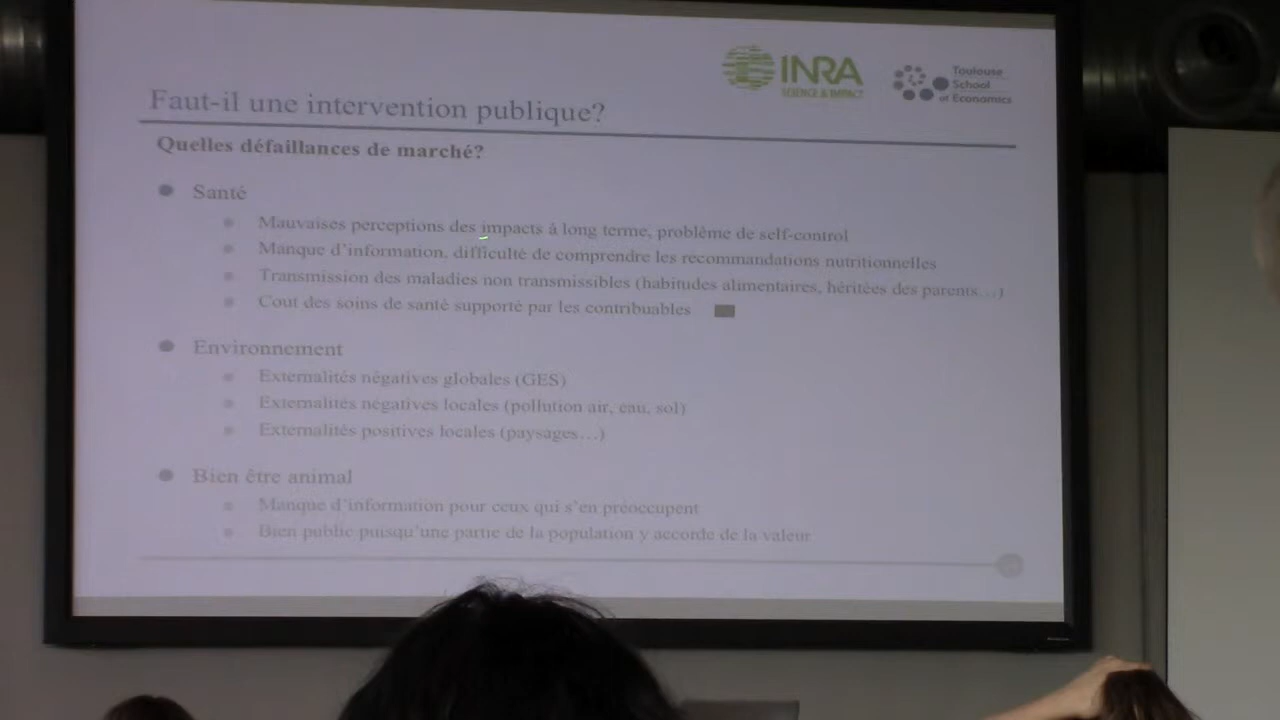 INRA
SCIENCE & IMPACT
Toulouse
School
of Economics
Faut-il une intervention publique?
Quelles défaillances de marché?
Santé
Mauvaises perceptions des impacts à long terme, problème de self-control
Manque d'information, difficulté de comprendre les recommandations nutritionnelles
Transmission des maladies non transmissibles (habitudes alimentaires, héritées des parents…)
Cout des soins de santé supporté par les contribuables
Environnement
Externalités négatives globales (GES)
Externalités négatives locales (pollution air, eau, sol)
Externalités positives locales (paysages…)
Bien être animal
Manque d'information pour ceux qui s'en préoccupent
Bien public puisqu'une partie de la population y accorde de la valeur